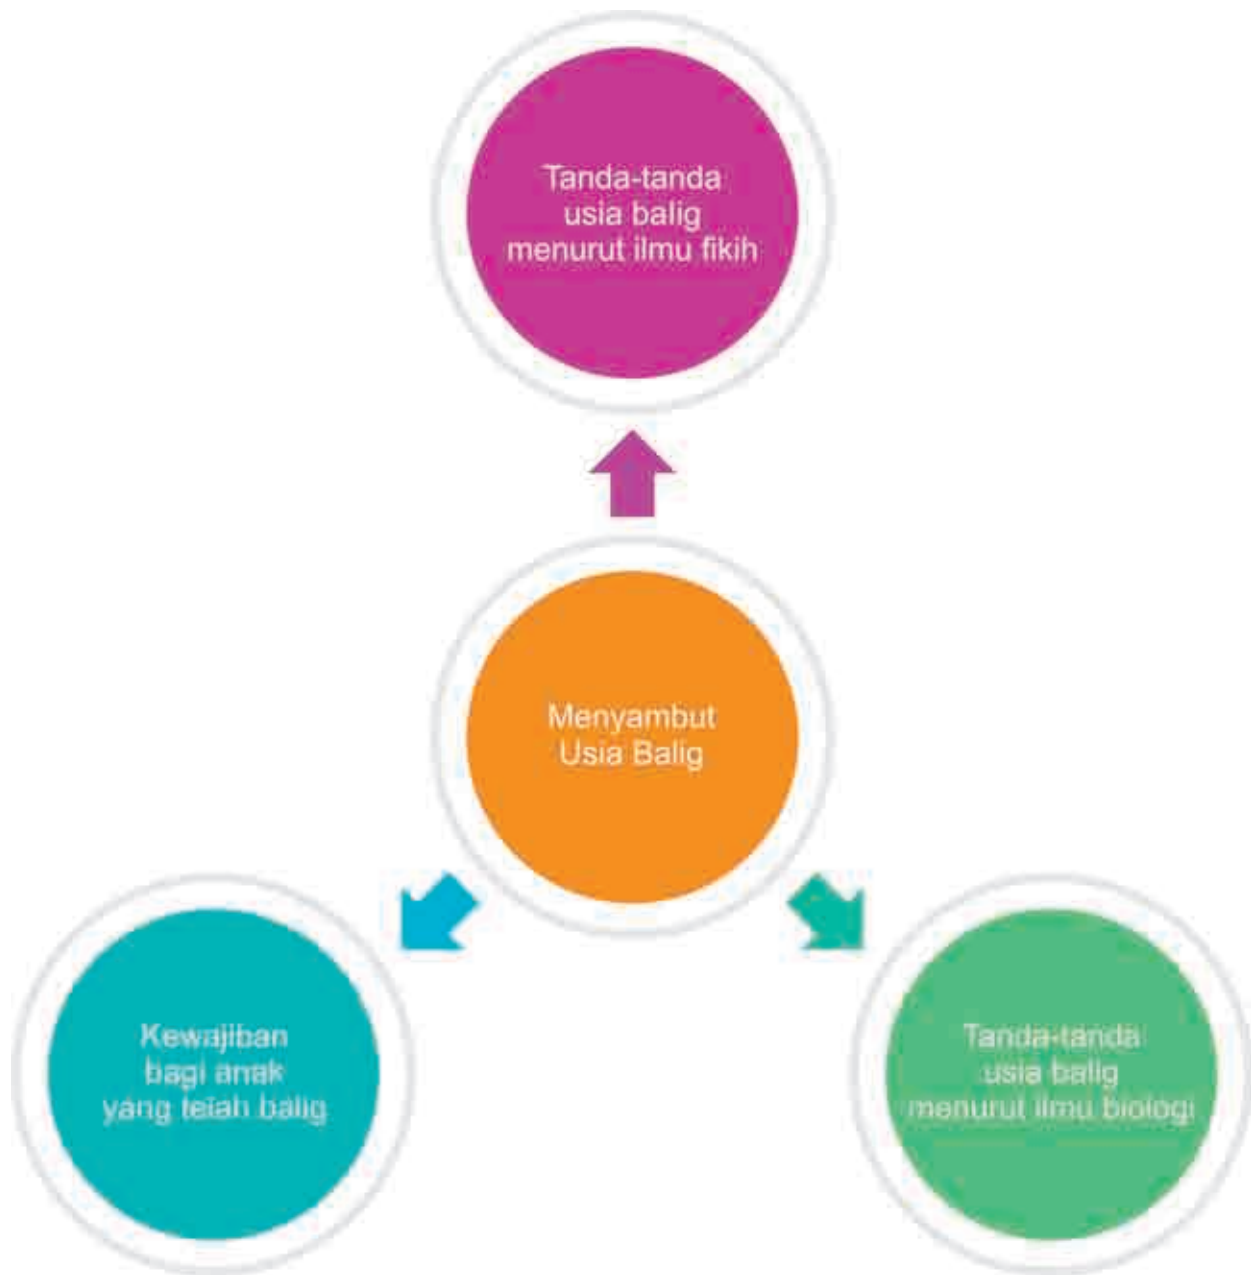 Tanda-tanda
usia balig
menurut ilmu fikih
Menyambut
Usia Balig
Kewajiban
bagi anak
yang telah balig
Tanda-tanda
usia balig
menurut ilmu biologi